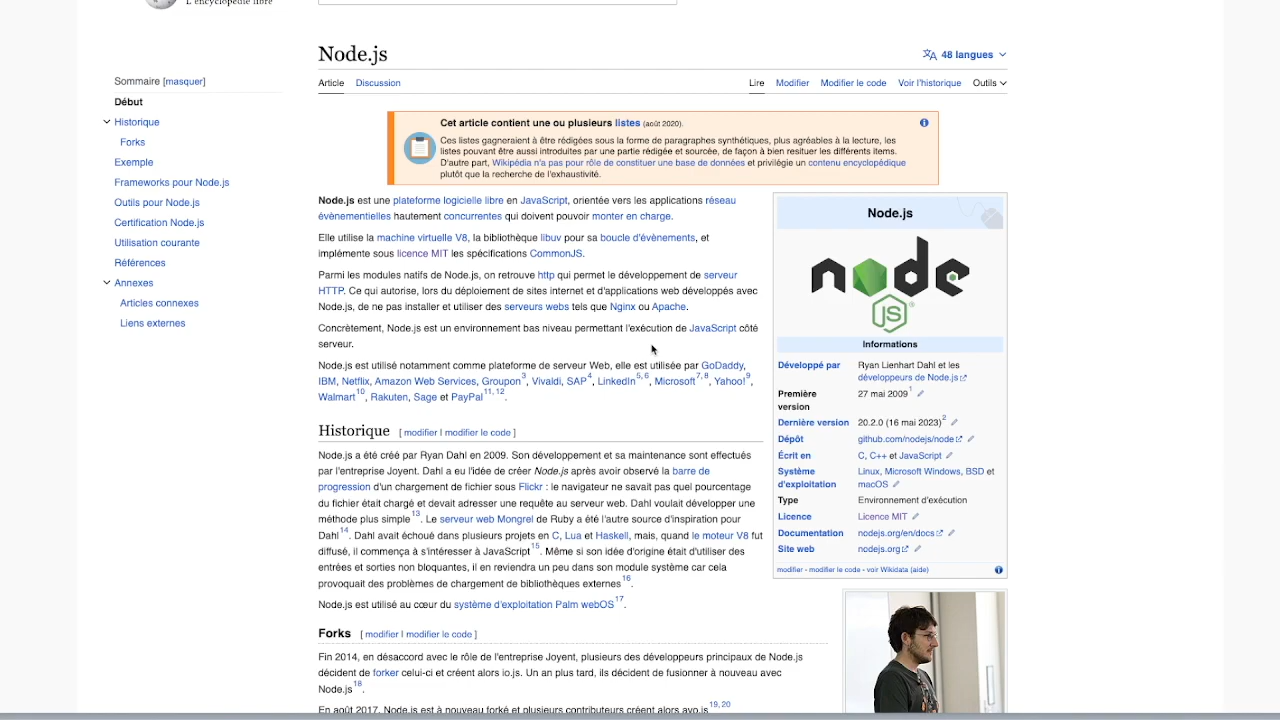 L'encyclopédie libre
Node.js
48 langues
Article Discussion
Lire Modifier Modifier le code Voir l'historique Outils
Sommaire [masquer]
Début
Historique
Forks
Exemple
Frameworks pour Node.js
Outils pour Node.js
Certification Node.js
Utilisation courante
Références
Annexes
Articles connexes
Liens externes
Cet article contient une ou plusieurs listes (août 2020).
Ces listes gagneraient à être rédigées sous la forme de paragraphes synthétiques, plus agréables à la lecture, les
listes pouvant être aussi introduites par une partie rédigée et sourcée, de façon à bien resituer les différents items.
D'autre part, Wikipédia n'a pas pour rôle de constituer une base de données et privilégie un contenu encyclopédique
plutôt que la recherche de l'exhaustivité.
Node.js est une plateforme logicielle libre en JavaScript, orientée vers les applications réseau
évènementielles hautement concurrentes qui doivent pouvoir monter en charge.
Elle utilise la machine virtuelle V8, la bibliothèque libuv pour sa boucle d'évènements, et
implémente sous licence MIT les spécifications CommonJS.
Parmi les modules natifs de Node.js, on retrouve http qui permet le développement de serveur
HTTP. Ce qui autorise, lors du déploiement de sites internet et d'applications web développés avec
Node.js, de ne pas installer et utiliser des serveurs webs tels que Nginx ou Apache.
Concrètement, Node.js est un environnement bas niveau permettant l'exécution de JavaScript côté
serveur.
Node.js est utilisé notamment comme plateforme de serveur Web, elle est utilisée par GoDaddy,
IBM, Netflix, Amazon Web Services, Groupon3, Vivaldi, SAP4, LinkedIn5, 6, Microsoft7, 8, Yahoo!9,
Walmart10, Rakuten, Sage et PayPal11, 12.
Historique [ modifier | modifier le code ]
Node.js a été créé par Ryan Dahl en 2009. Son développement et sa maintenance sont effectués
par l'entreprise Joyent. Dahl a eu l'idée de créer Node.js après avoir observé la barre de
progression d'un chargement de fichier sous Flickr : le navigateur ne savait pas quel pourcentage
du fichier était chargé et devait adresser une requête au serveur web. Dahl voulait développer une
méthode plus simple13. Le serveur web Mongrel de Ruby a été l'autre source d'inspiration pour
Dahl14. Dahl avait échoué dans plusieurs projets en C, Lua et Haskell, mais, quand le moteur V8 fut
diffusé, il commença à s'intéresser à JavaScript15. Même si son idée d'origine était d'utiliser des
entrées et sorties non bloquantes, il en reviendra un peu dans son module système car cela
provoquait des problèmes de chargement de bibliothèques externes16.
Node.js est utilisé au cœur du système d'exploitation Palm webOS17.
Forks [ modifier | modifier le code ]
Fin 2014, en désaccord avec le rôle de l'entreprise Joyent, plusieurs des développeurs principaux de Node.js
décident de forker celui-ci et créent alors io.js. Un an plus tard, ils décident de fusionner à nouveau avec
Node.js18.
En août 2017, Node.js est à nouveau forké et plusieurs contributeurs créent alors ayo.js19, 20
Node.js
node
JS
Informations
Développé par Ryan Lienhart Dahl et les
développeurs de Node.js
Première 27 mai 20091
version
Dernière version 20.2.0 (16 mai 2023)2
Dépôt github.com/nodejs/node
Écrit en C, C++ et JavaScript
Système Linux, Microsoft Windows, BSD et
d'exploitation macOS
Type Environnement d'exécution
Licence Licence MIT
Documentation nodejs.org/en/docs
Site web nodejs.org
modifier - modifier le code - voir Wikidata (aide)